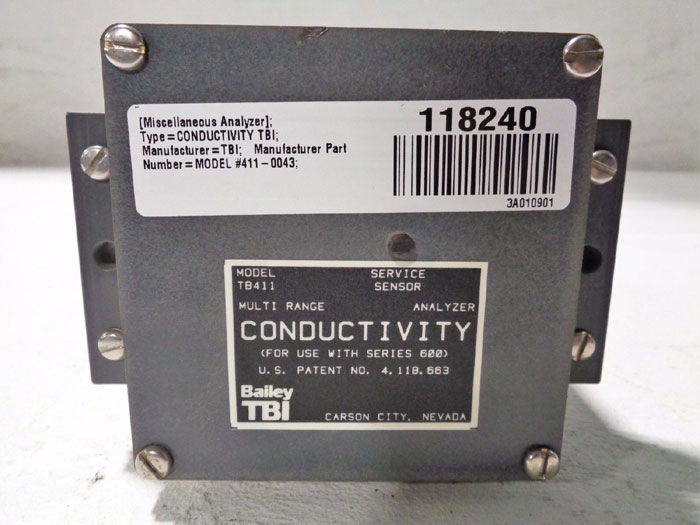 [Miscellaneous Analyzer];
Type=CONDUCTIVITY TBI;
Manufacturer=TBI; Manufacturer Part
Number=MODEL #411-0043;
118240
3A010901
MODEL SERVICE
TB411 SENSOR
MULTI RANGE ANALYZER
CONDUCTIVITY
(FOR USE WITH SERIES 600)
U.S. PATENT NO. 4,118,663
Bailey
TBI
CARSON CITY, NEVADA